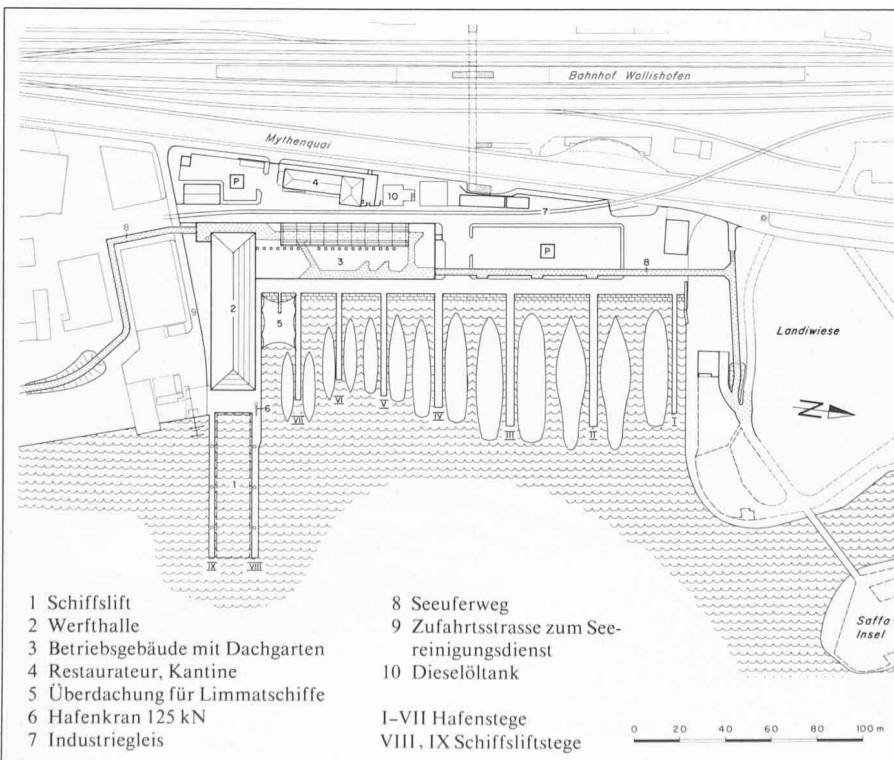 Bahnhof Wollishofen
Mythenquai
P
4
10
7
8
3
P
8
2
9
5
Landiwiese
N
VI
V
6
VII
IV
III
II
I
1
IX
VIII
Saffa-
Insel
1 Schiffslift
2 Werfthalle
3 Betriebsgebäude mit Dachgarten
4 Restaurateur, Kantine
5 Überdachung für Limmatschiffe
6 Hafenkran 125 kN
7 Industriegleis
8 Seeuferweg
9 Zufahrtsstrasse zum See-
reinigungsdienst
10 Dieselöltank
I–VII Hafenstege
VIII, IX Schiffsliftstege
0 20 40 60 80 100 m